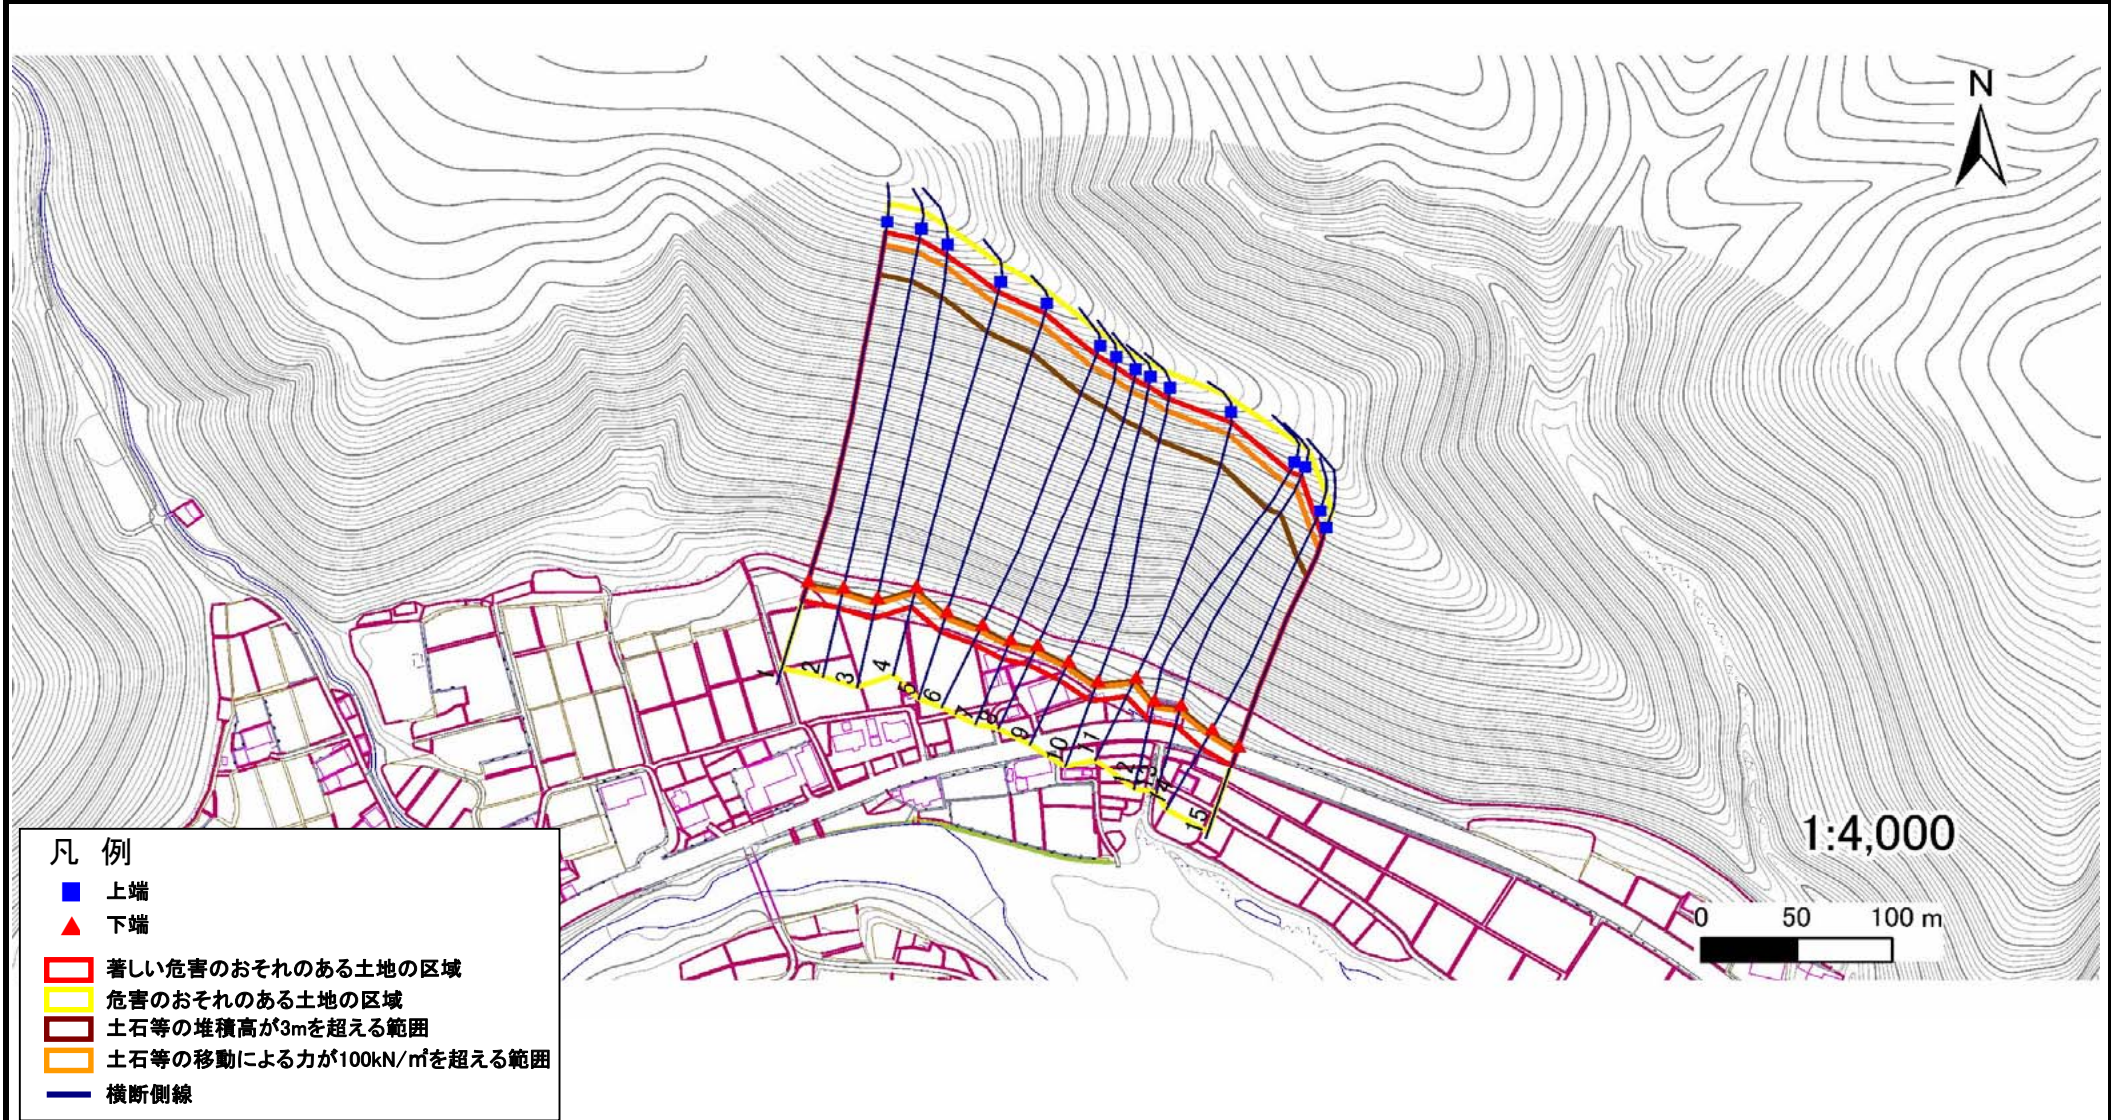 N
1
2
3
4
5
6
7
8
9
10
11
12
13
14
15
1:4,000
0 50 100 m
凡 例
上端
下端
著しい危害のおそれのある土地の区域
危害のおそれのある土地の区域
土石等の堆積高が3mを超える範囲
土石等の移動による力が100kN/㎡を超える範囲
横断側線